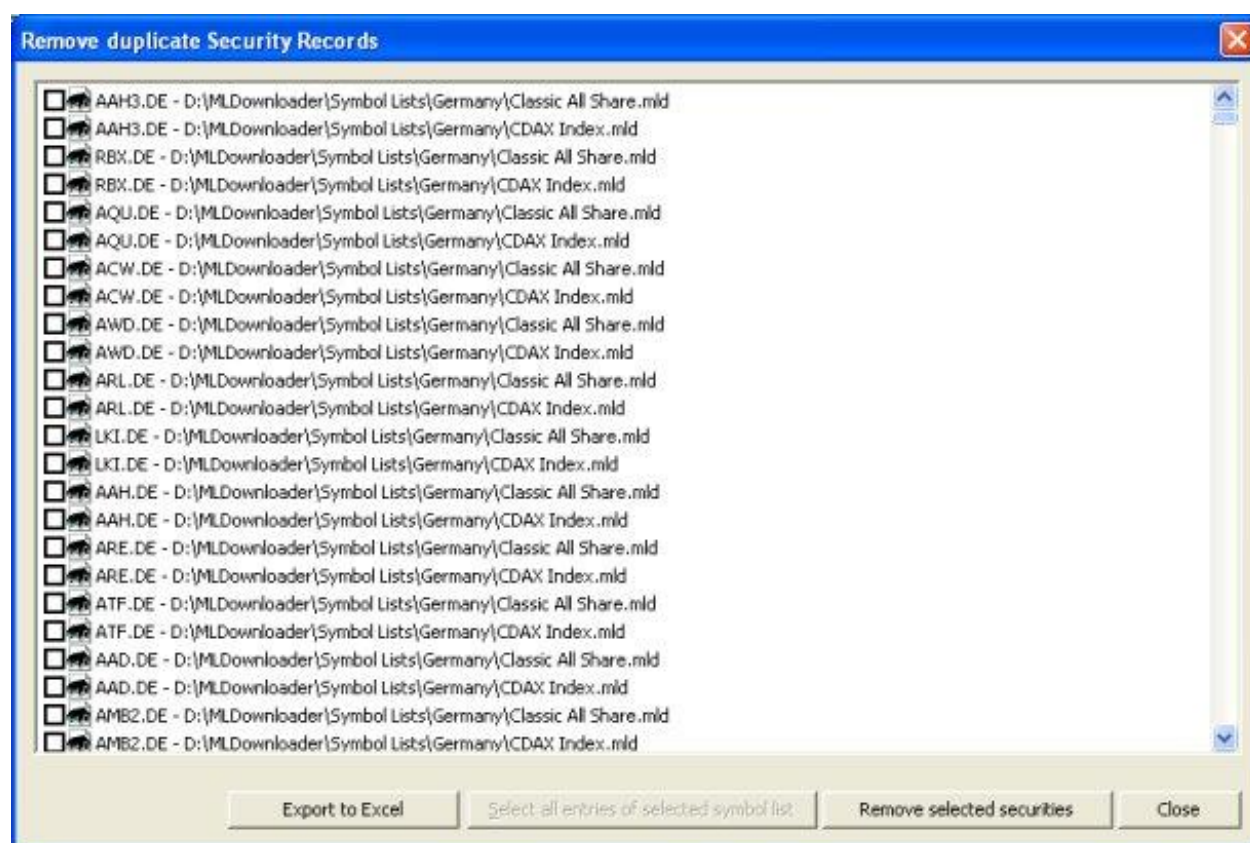 Remove duplicate Security Records
AAH3.DE - D:\MLDownloader\Symbol Lists\Germany\Classic All Share.mld
AAH3.DE - D:\MLDownloader\Symbol Lists\Germany\CDAX Index.mld
RBX.DE - D:\MLDownloader\Symbol Lists\Germany\Classic All Share.mld
RBX.DE - D:\MLDownloader\Symbol Lists\Germany\CDAX Index.mld
AQU.DE - D:\MLDownloader\Symbol Lists\Germany\Classic All Share.mld
AQU.DE - D:\MLDownloader\Symbol Lists\Germany\CDAX Index.mld
ACW.DE - D:\MLDownloader\Symbol Lists\Germany\Classic All Share.mld
ACW.DE - D:\MLDownloader\Symbol Lists\Germany\CDAX Index.mld
AWD.DE - D:\MLDownloader\Symbol Lists\Germany\Classic All Share.mld
AWD.DE - D:\MLDownloader\Symbol Lists\Germany\CDAX Index.mld
ARL.DE - D:\MLDownloader\Symbol Lists\Germany\Classic All Share.mld
ARL.DE - D:\MLDownloader\Symbol Lists\Germany\CDAX Index.mld
LKI.DE - D:\MLDownloader\Symbol Lists\Germany\Classic All Share.mld
LKI.DE - D:\MLDownloader\Symbol Lists\Germany\CDAX Index.mld
AAH.DE - D:\MLDownloader\Symbol Lists\Germany\Classic All Share.mld
AAH.DE - D:\MLDownloader\Symbol Lists\Germany\CDAX Index.mld
ARE.DE - D:\MLDownloader\Symbol Lists\Germany\Classic All Share.mld
ARE.DE - D:\MLDownloader\Symbol Lists\Germany\CDAX Index.mld
ATF.DE - D:\MLDownloader\Symbol Lists\Germany\Classic All Share.mld
ATF.DE - D:\MLDownloader\Symbol Lists\Germany\CDAX Index.mld
AAD.DE - D:\MLDownloader\Symbol Lists\Germany\Classic All Share.mld
AAD.DE - D:\MLDownloader\Symbol Lists\Germany\CDAX Index.mld
AMB2.DE - D:\MLDownloader\Symbol Lists\Germany\Classic All Share.mld
AMB2.DE - D:\MLDownloader\Symbol Lists\Germany\CDAX Index.mld
Export to Excel Select all entries of selected symbol list Remove selected securities Close